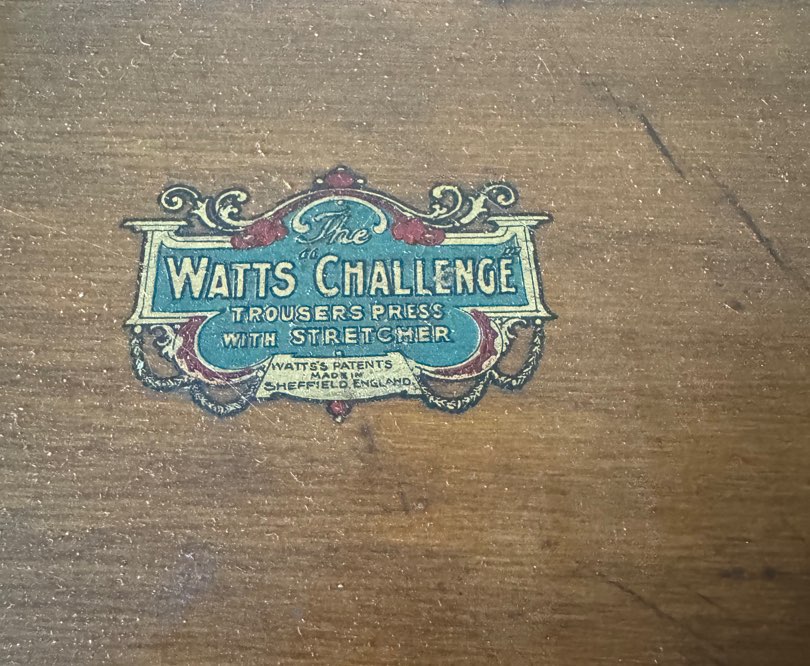 The
WATTS "CHALLENGE"
TROUSERS PRESS
WITH STRETCHER
WATTS'S PATENTS
MADE IN
SHEFFIELD, ENGLAND.